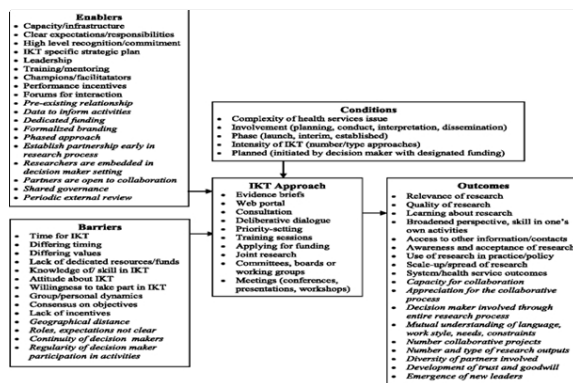 Enablers
• Capacity/infrastructure
• Clear expectations/responsibilities
• High level recognition/commitment
• IKT specific strategic plan
• Leadership
• Training/mentoring
• Champions/facilitators
• Performance incentives
• Forums for interaction
• Pre-existing relationship
• Data to inform activities
• Dedicated funding
• Formalized branding
• Phased approach
• Establish partnership early in
research process
• Researchers are embedded in
decision maker setting
• Partners are open to collaboration
• Shared governance
• Periodic external review
Barriers
• Time for IKT
• Differing timing
• Differing values
• Lack of dedicated resources/funds
• Knowledge of/ skill in IKT
• Attitude about IKT
• Willingness to take part in IKT
• Group/personal dynamics
• Consensus on objectives
• Lack of incentives
• Geographical distance
• Roles, expectations not clear
• Continuity of decision makers
• Regularity of decision maker
participation in activities
Conditions
• Complexity of health services issue
• Involvement (planning, conduct, interpretation, dissemination)
• Phase (launch, interim, established)
• Intensity of IKT (number/type approaches)
• Planned (initiated by decision maker with designated funding)
IKT Approach
• Evidence briefs
• Web portal
• Consultation
• Deliberative dialogue
• Priority-setting
• Training sessions
• Applying for funding
• Joint research
• Committees, boards or
working groups
• Meetings (conferences,
presentations, workshops)
Outcomes
• Relevance of research
• Quality of research
• Learning about research
• Broadened perspective, skill in one's
own activities
• Access to other information/contacts
• Awareness and acceptance of research
• Use of research in practice/policy
• Scale-up/spread of research
• System/health service outcomes
• Capacity for collaboration
• Appreciation for the collaborative
process
• Decision maker involved through
entire research process
• Mutual understanding of language,
work style, needs, constraints
• Number collaborative projects
• Number and type of research outputs
• Diversity of partners involved
• Development of trust and goodwill
• Emergence of new leaders